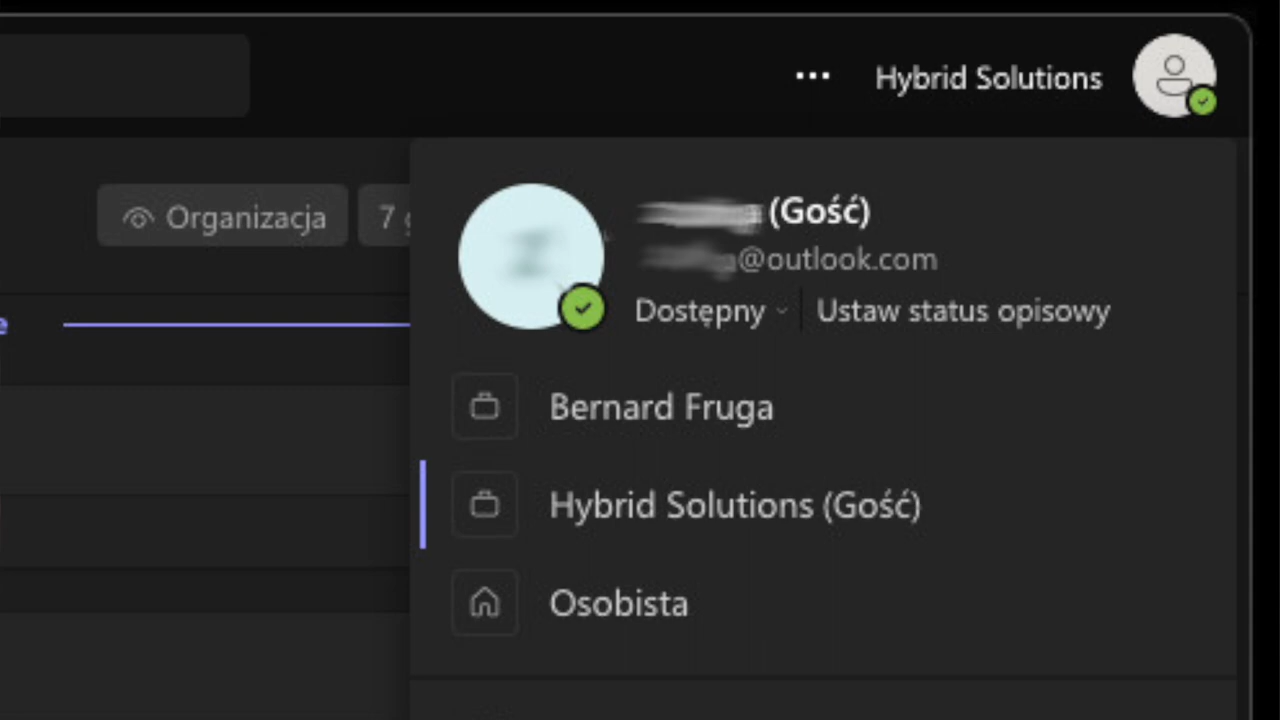 Hybrid Solutions
Organizacja
7
(Gość)
@outlook.com
Dostępny
Ustaw status opisowy
Bernard Fruga
Hybrid Solutions (Gość)
Osobista